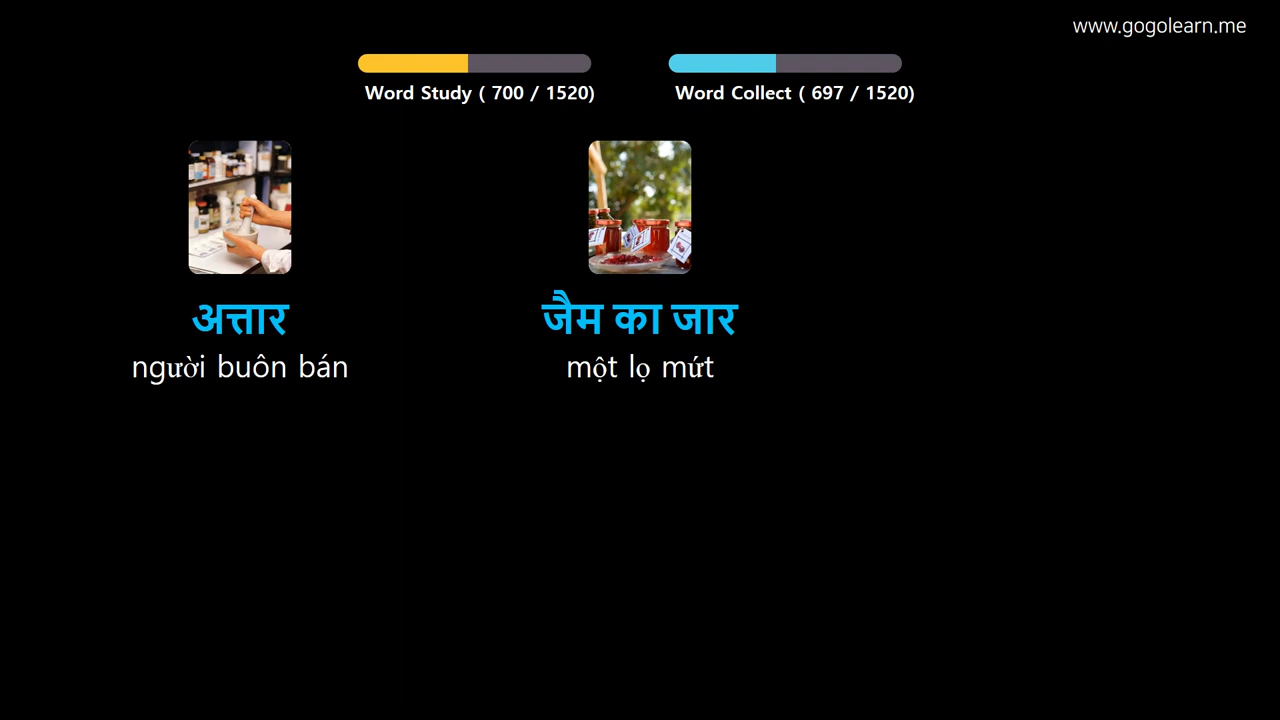 www.gogolearn.me
Word Study ( 700 / 1520)
Word Collect ( 697 / 1520)
अत्तार
जैम का जार
người buôn bán
một lọ mứt